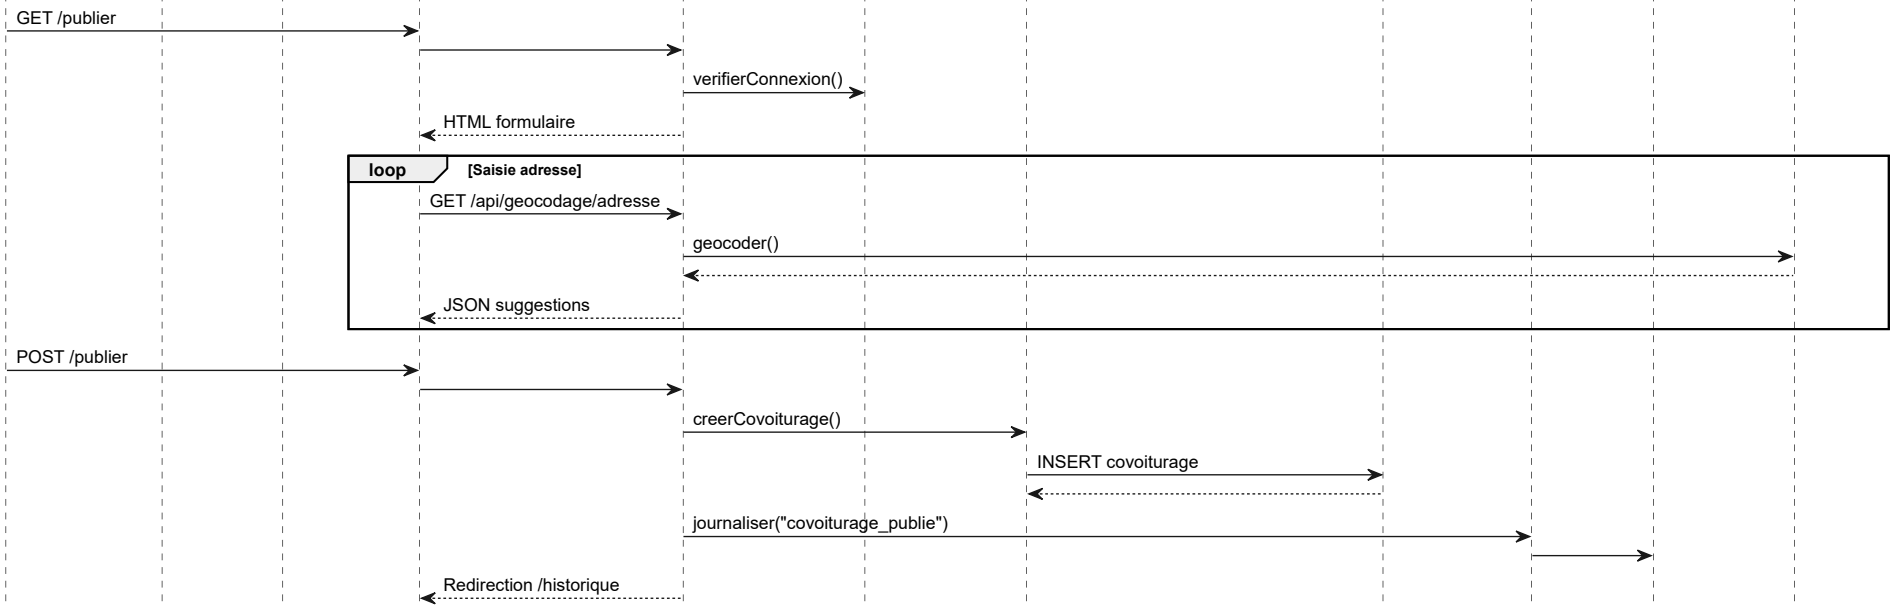 GET /publier
verifierConnexion()
HTML formulaire
loop [Saisie adresse]
GET /api/geocodage/adresse
geocoder()
JSON suggestions
POST /publier
creerCovoiturage()
INSERT covoiturage
journaliser("covoiturage_publie")
Redirection /historique